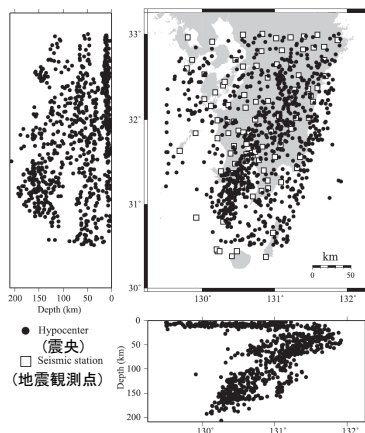 33°
32°
31°
30°
200 150 100 50 0
Depth (km)
km
0 50
130° 131° 132°
● Hypocenter
(震央)
□ Seismic station
(地震観測点)
0
50
100
150
200
Depth (km)
130° 131° 132°